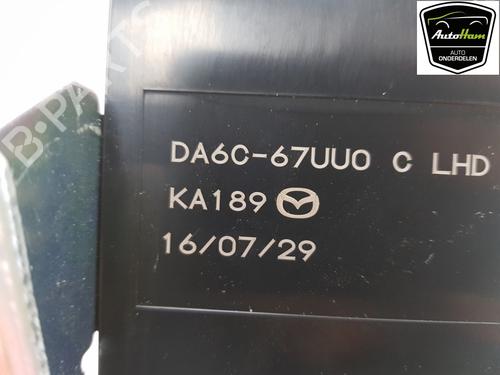 AutoHam
AUTO
ONDERDELEN
B-PARTS
DA6C-67UU0 C LHD
KA189
16/07/29